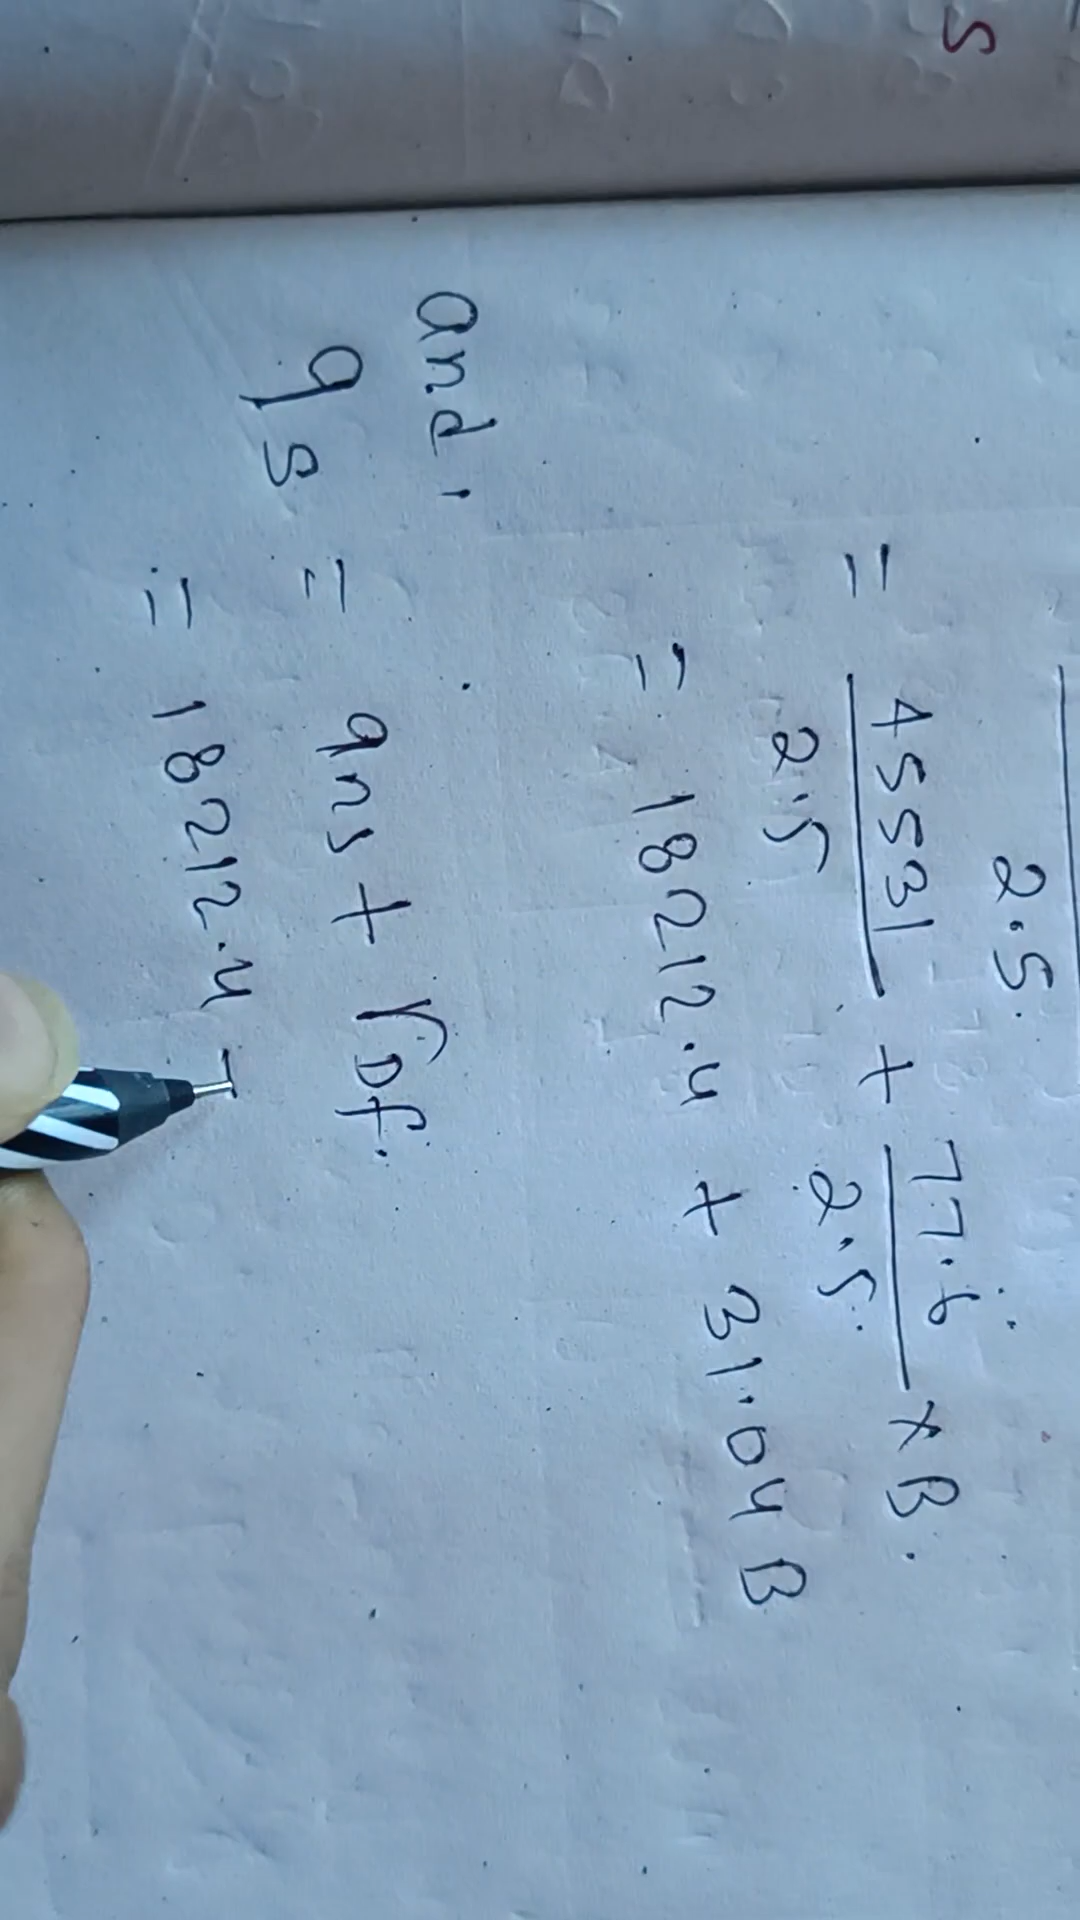 s
2.5
= 45531/2.5 + 77.6/2.5 × B.
= 18212.4 + 31.04 B
and,
qs = qns + γDf.
= 18212.4